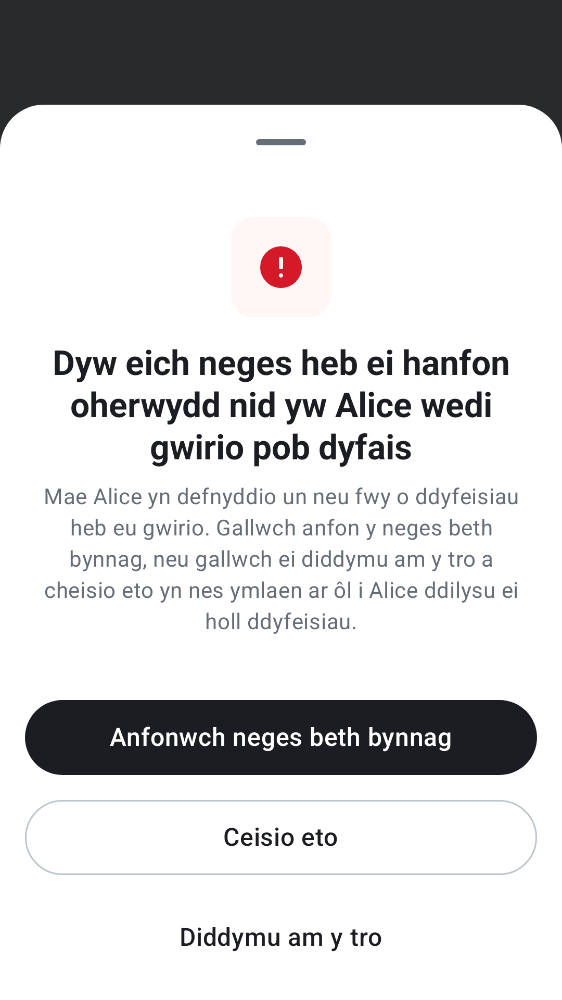 Dyw eich neges heb ei hanfon
oherwydd nid yw Alice wedi
gwirio pob dyfais
Mae Alice yn defnyddio un neu fwy o ddyfeisiau
heb eu gwirio. Gallwch anfon y neges beth
bynnag, neu gallwch ei diddymu am y tro a
cheisio eto yn nes ymlaen ar ôl i Alice ddilysu ei
holl ddyfeisiau.
Anfonwch neges beth bynnag
Ceisio eto
Diddymu am y tro